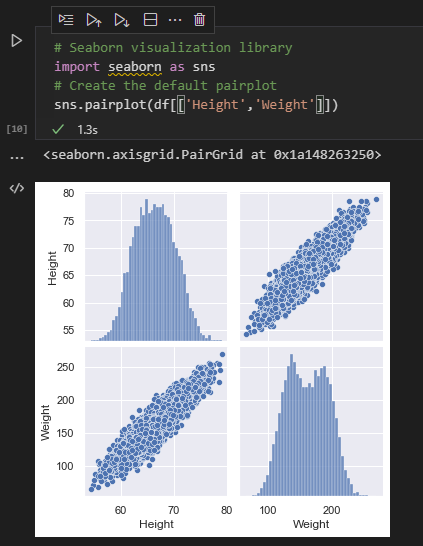 # Seaborn visualization library
import seaborn as sns
# Create the default pairplot
sns.pairplot(df[['Height','Weight']])
[10]
1.3s
<seaborn.axisgrid.PairGrid at 0x1a148263250>
80
75
70
65
60
55
Height
250
200
150
100
Weight
60
70
80
Height
100
200
Weight